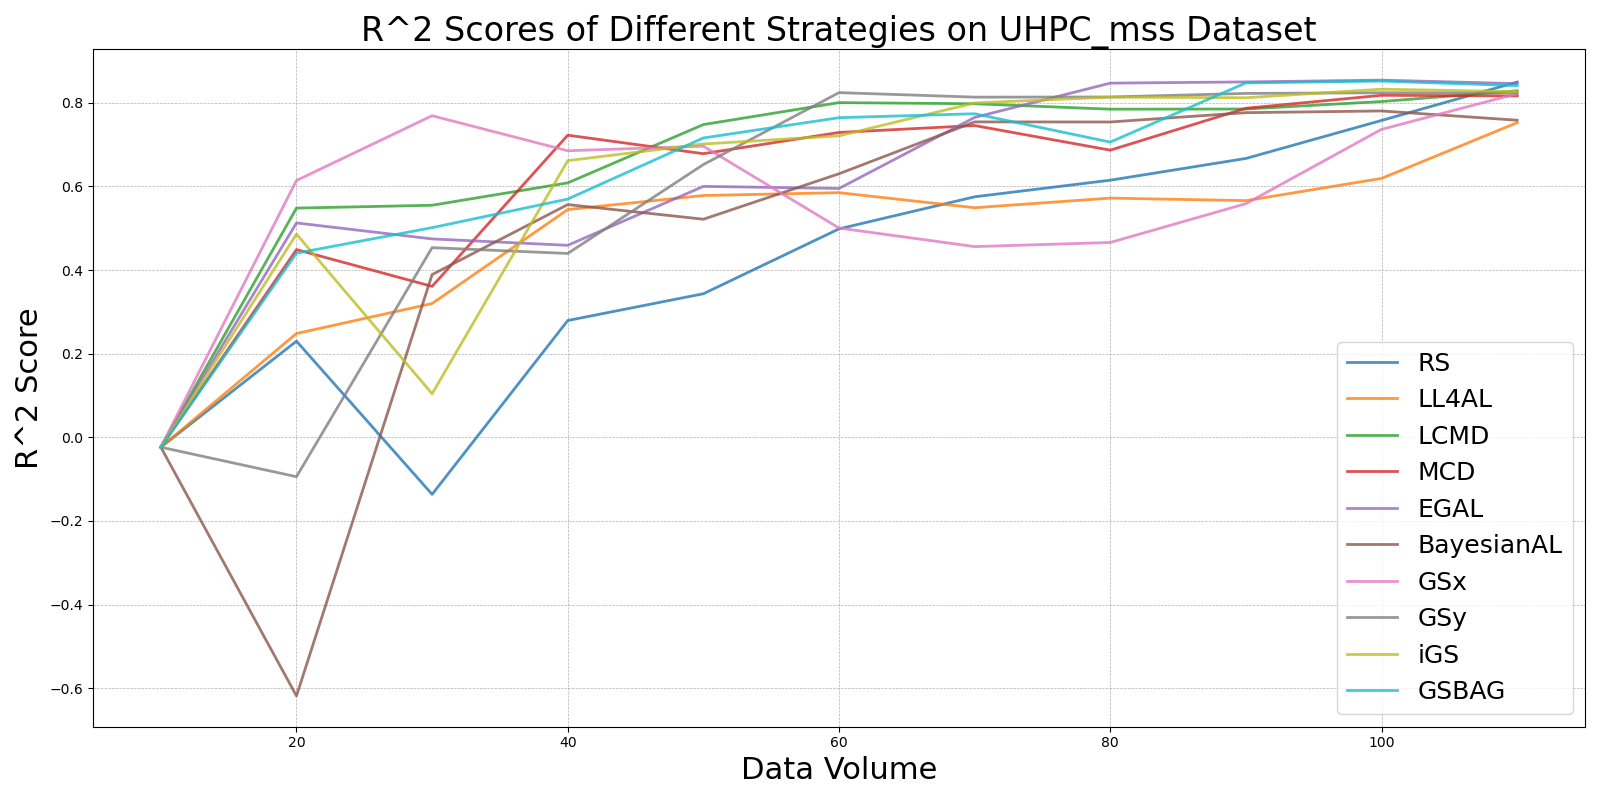 R^2 Scores of Different Strategies on UHPC_mss Dataset
R^2 Score
0.8
0.6
0.4
0.2
0.0
−0.2
−0.4
−0.6
20 40 60 80 100
Data Volume
RS
LL4AL
LCMD
MCD
EGAL
BayesianAL
GSx
GSy
iGS
GSBAG